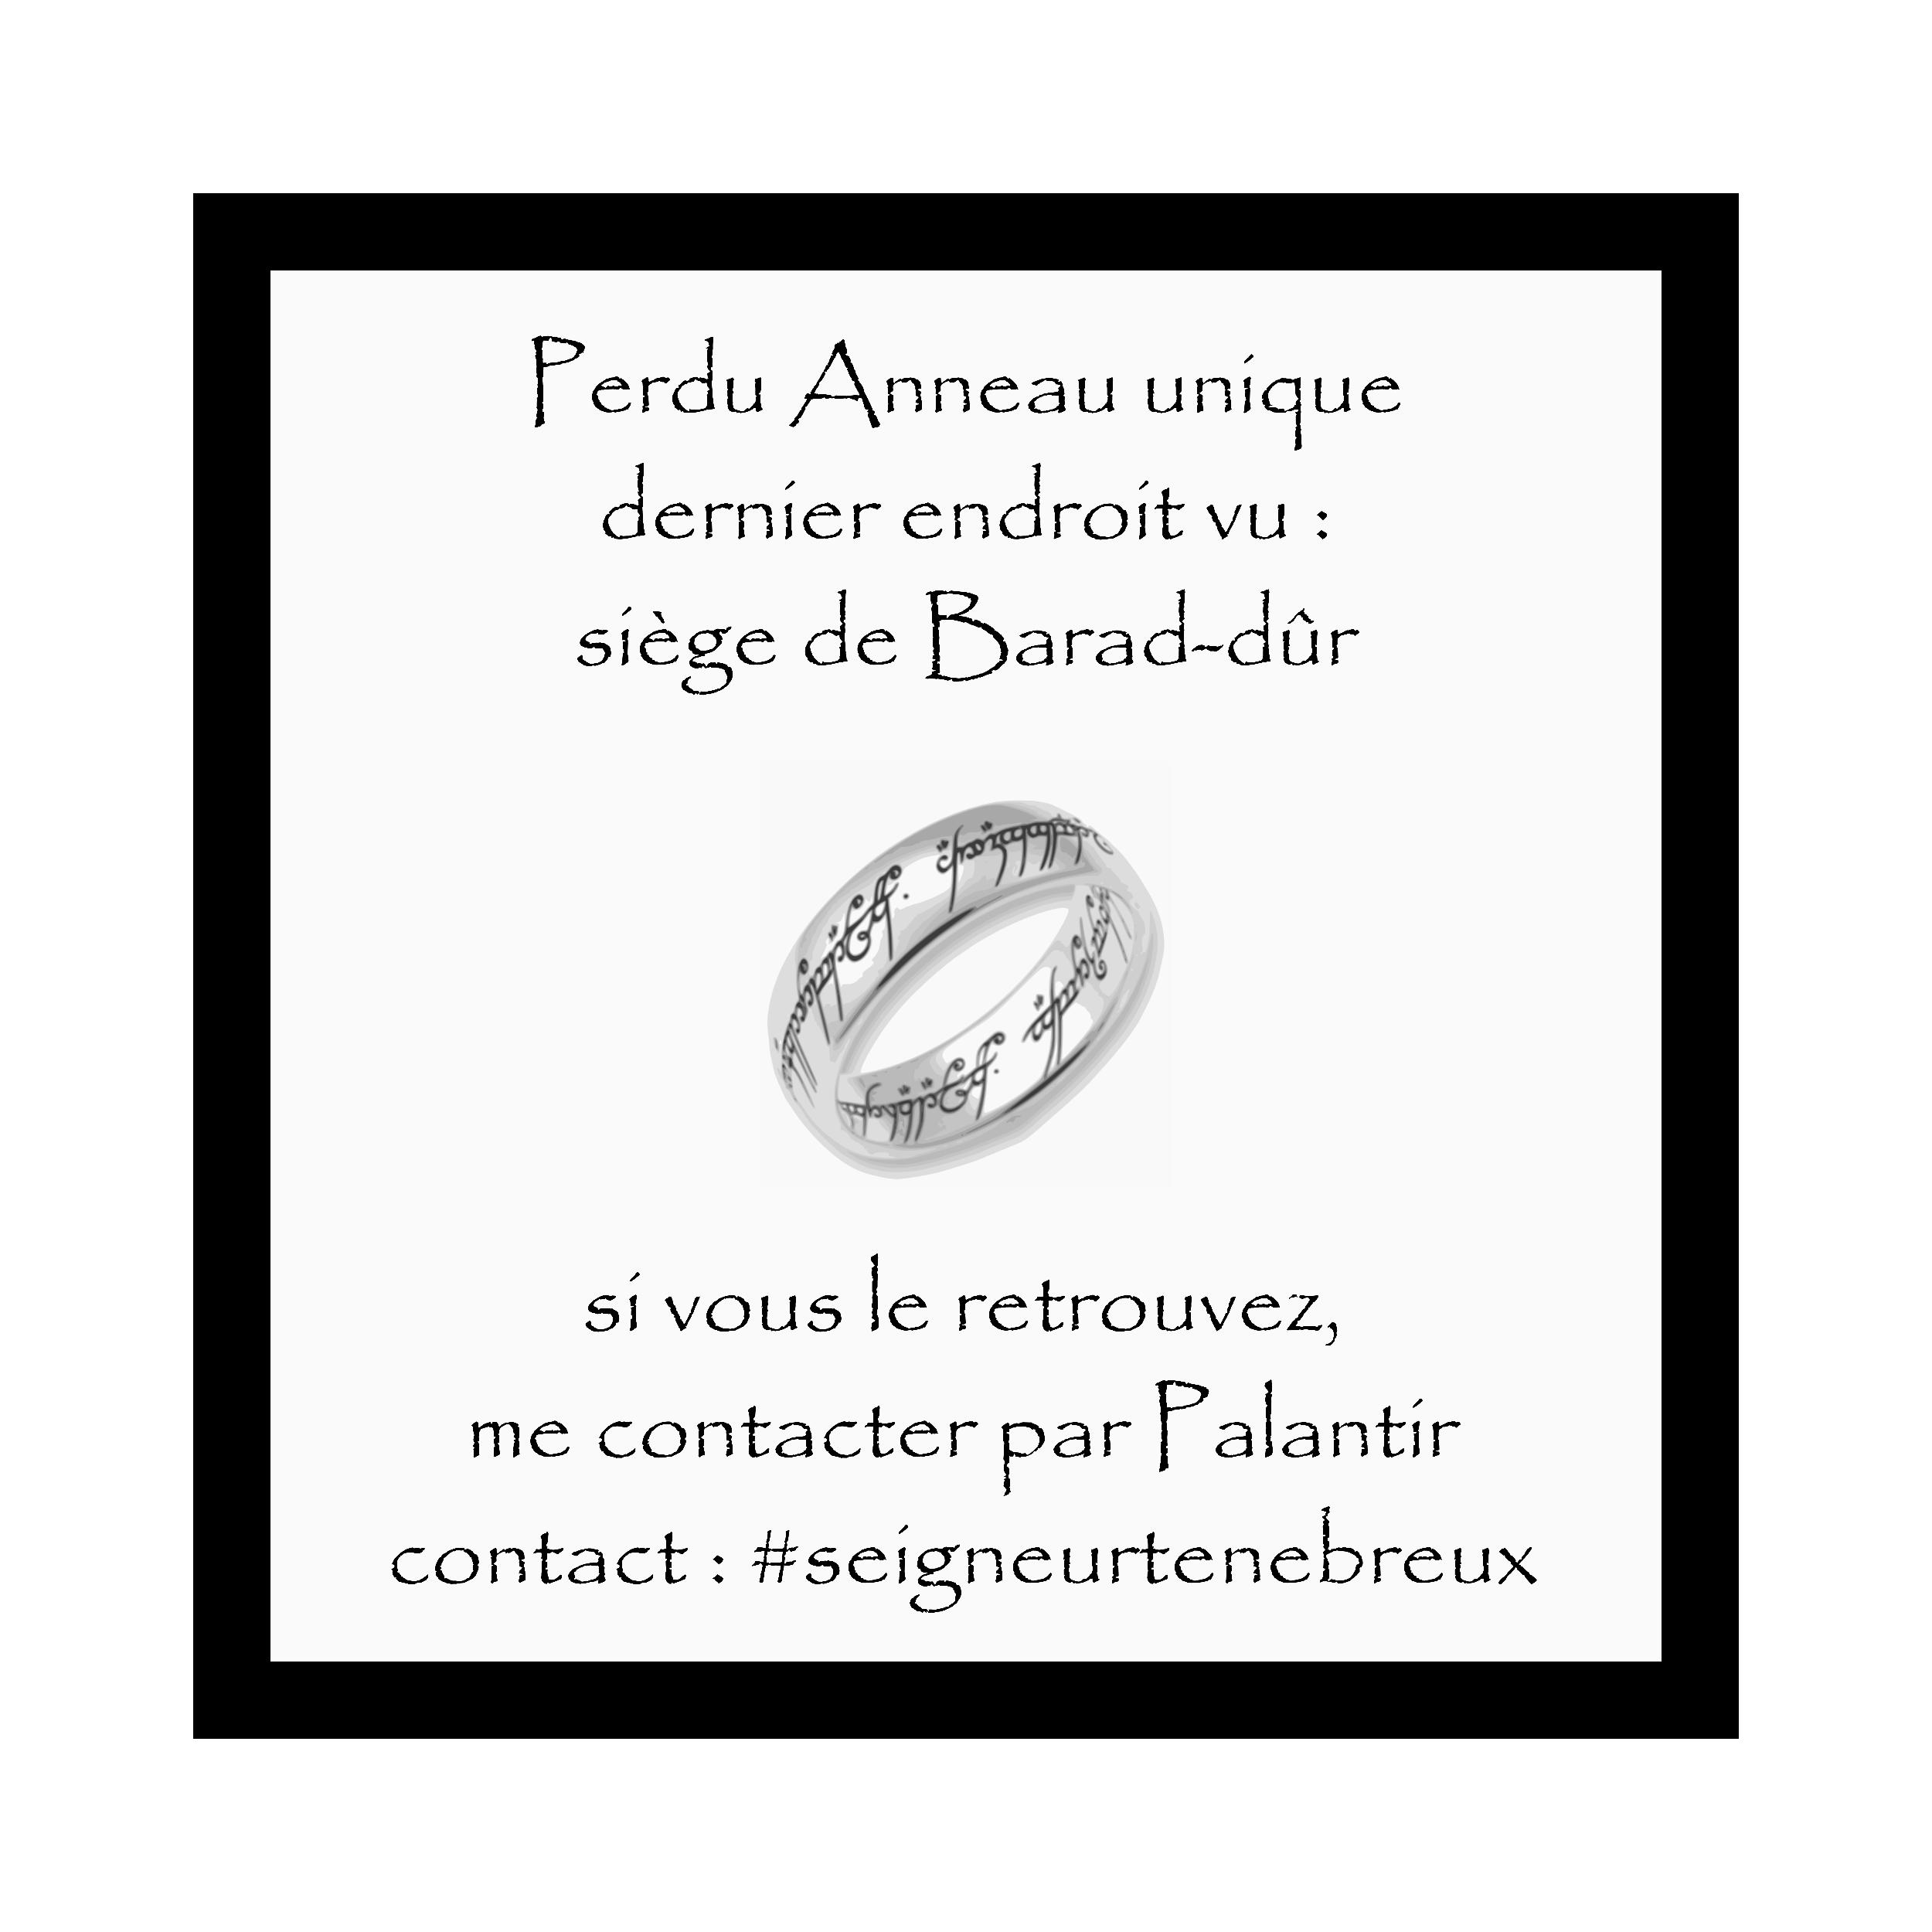 Perdu Anneau unique
dernier endroit vu :
siège de Barad-dûr
si vous le retrouvez,
me contacter par Palantír
contact : #seigneurtenebreux